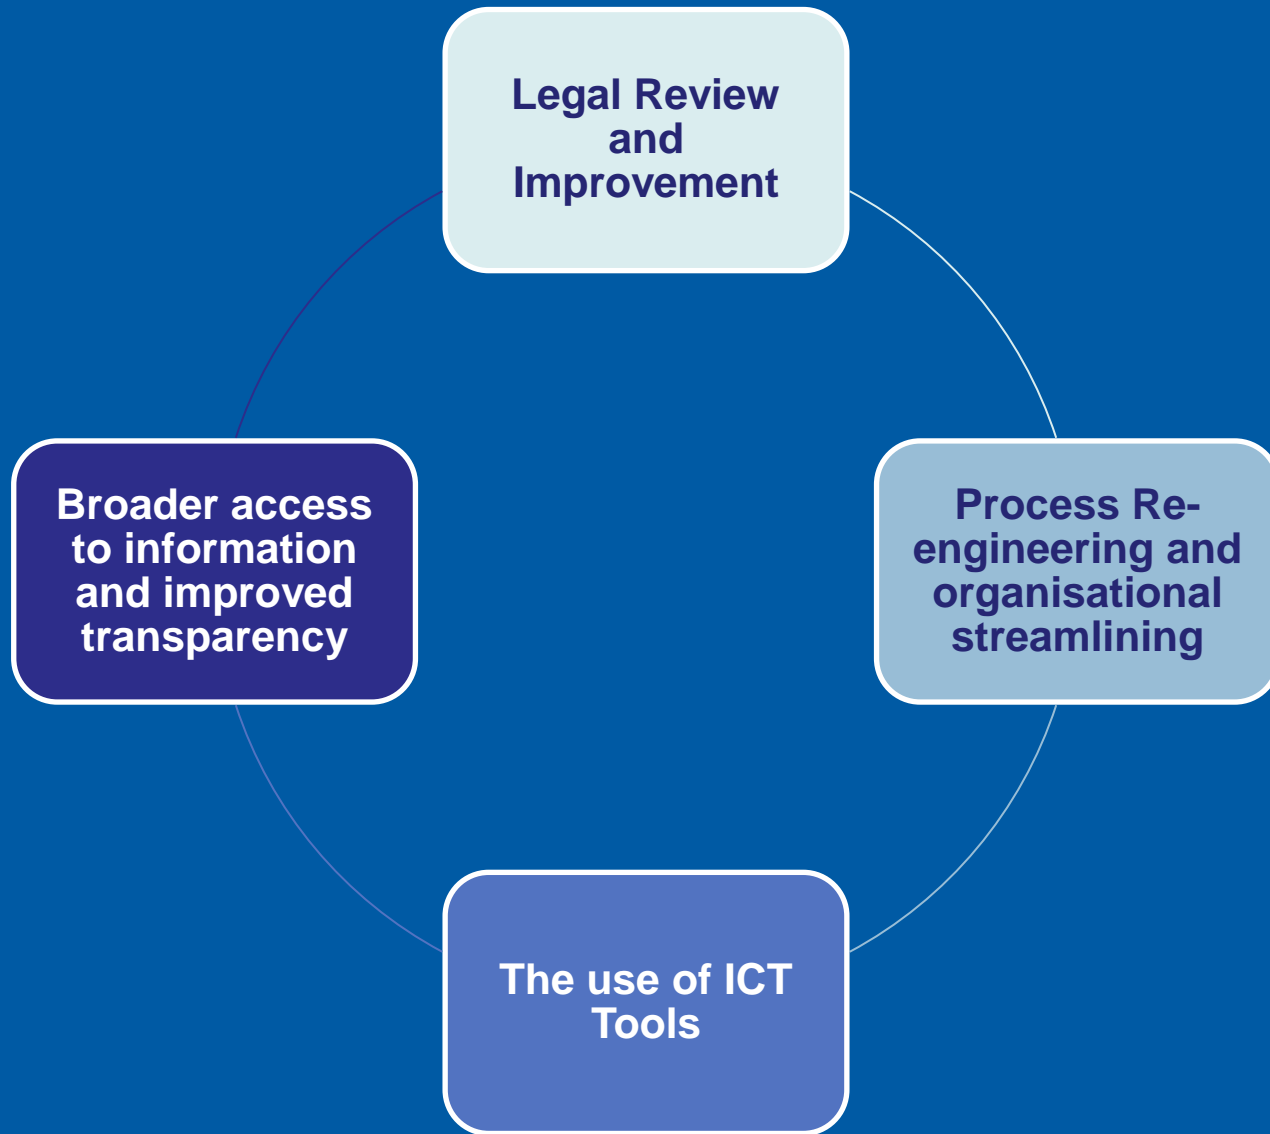 Legal Review
and
Improvement
Broader access
to information
and improved
transparency
Process Re-
engineering and
organisational
streamlining
The use of ICT
Tools